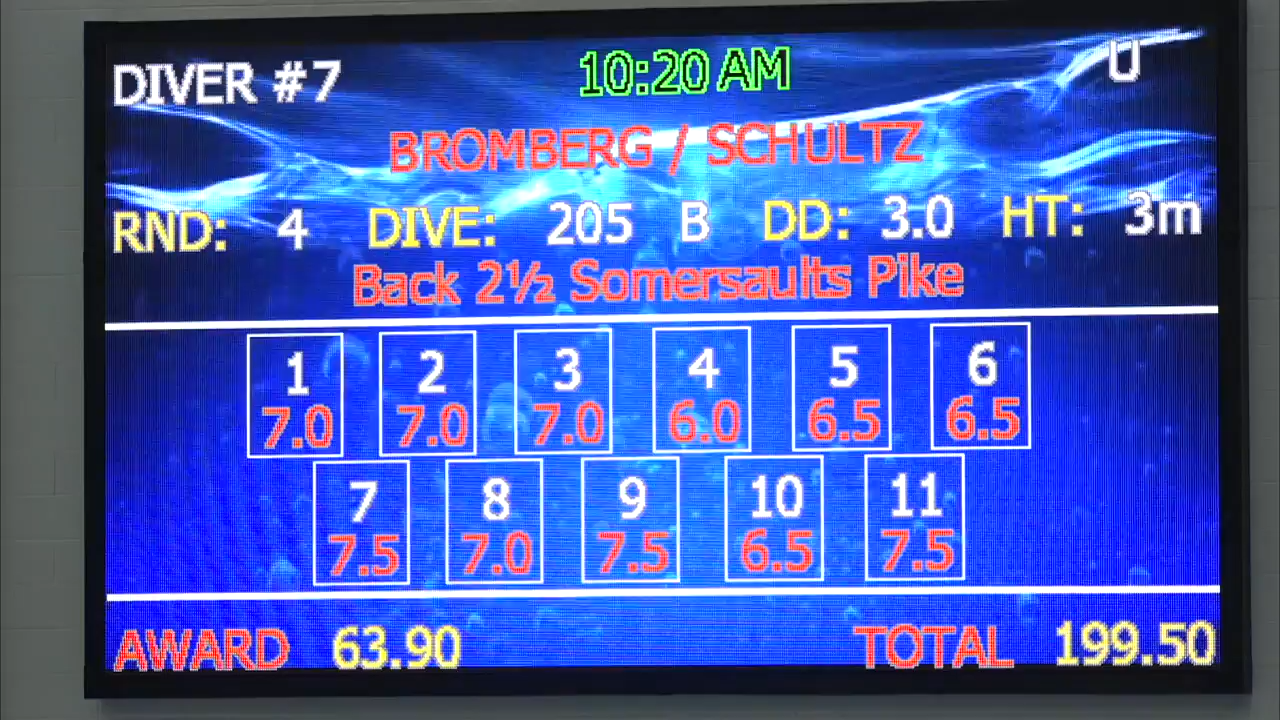 DIVER #7 10:20 AM U
BROMBERG / SCHULTZ
RND: 4 DIVE: 205 B DD: 3.0 HT: 3m
Back 2½ Somersaults Pike
1 2 3 4 5 6
7.0 7.0 7.0 6.0 6.5 6.5
7 8 9 10 11
7.5 7.0 7.5 6.5 7.5
AWARD 63.90 TOTAL 199.50